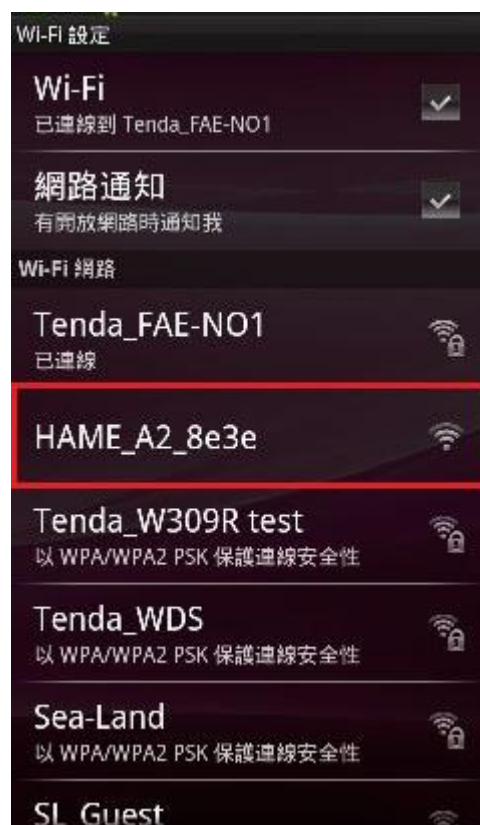 Wi-Fi 設定
Wi-Fi
已連線到 Tenda_FAE-NO1
網路通知
有開放網路時通知我
Wi-Fi 網路
Tenda_FAE-NO1
已連線
HAME_A2_8e3e
Tenda_W309R test
以 WPA/WPA2 PSK 保護連線安全性
Tenda_WDS
以 WPA/WPA2 PSK 保護連線安全性
Sea-Land
以 WPA/WPA2 PSK 保護連線安全性
SL_Guest